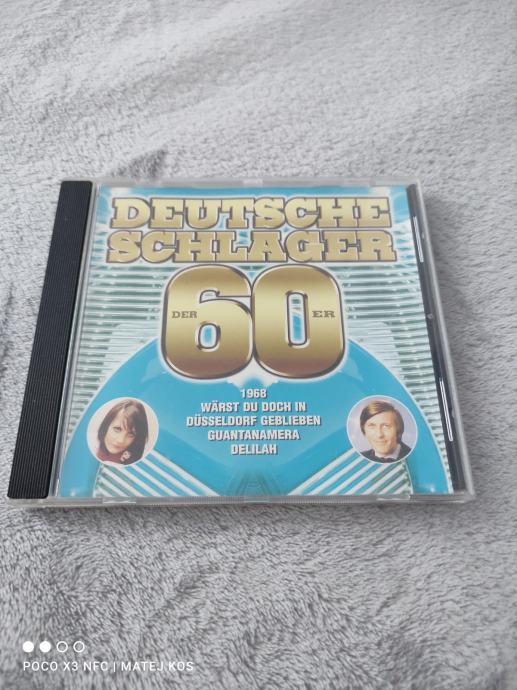 DEUTSCHE
SCHLAGER
DER 60 ER
1968
WÄRST DU DOCH IN
DÜSSELDORF GEBLIEBEN
GUANTANAMERA
DELILAH
POCO X3 NFC | MATEJ.KOS